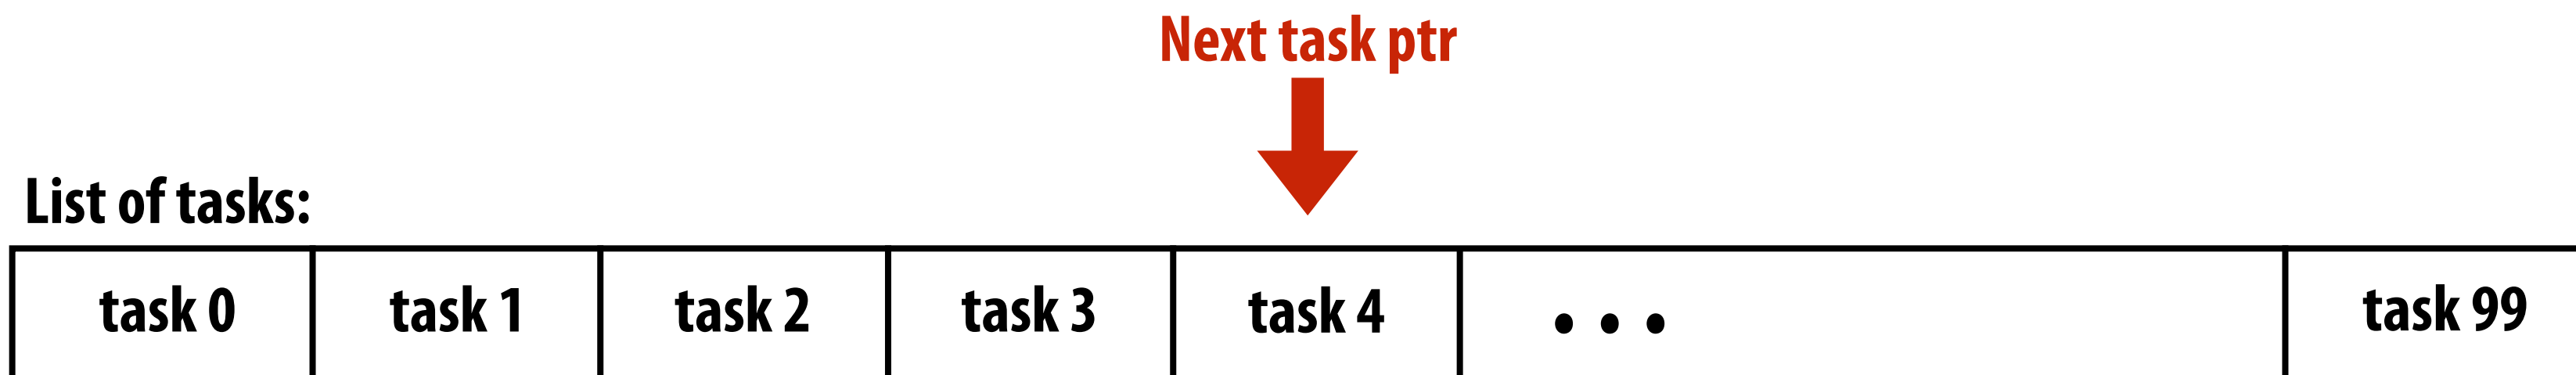 Next task ptr
List of tasks:
task 0 task 1 task 2 task 3 task 4 • • • task 99